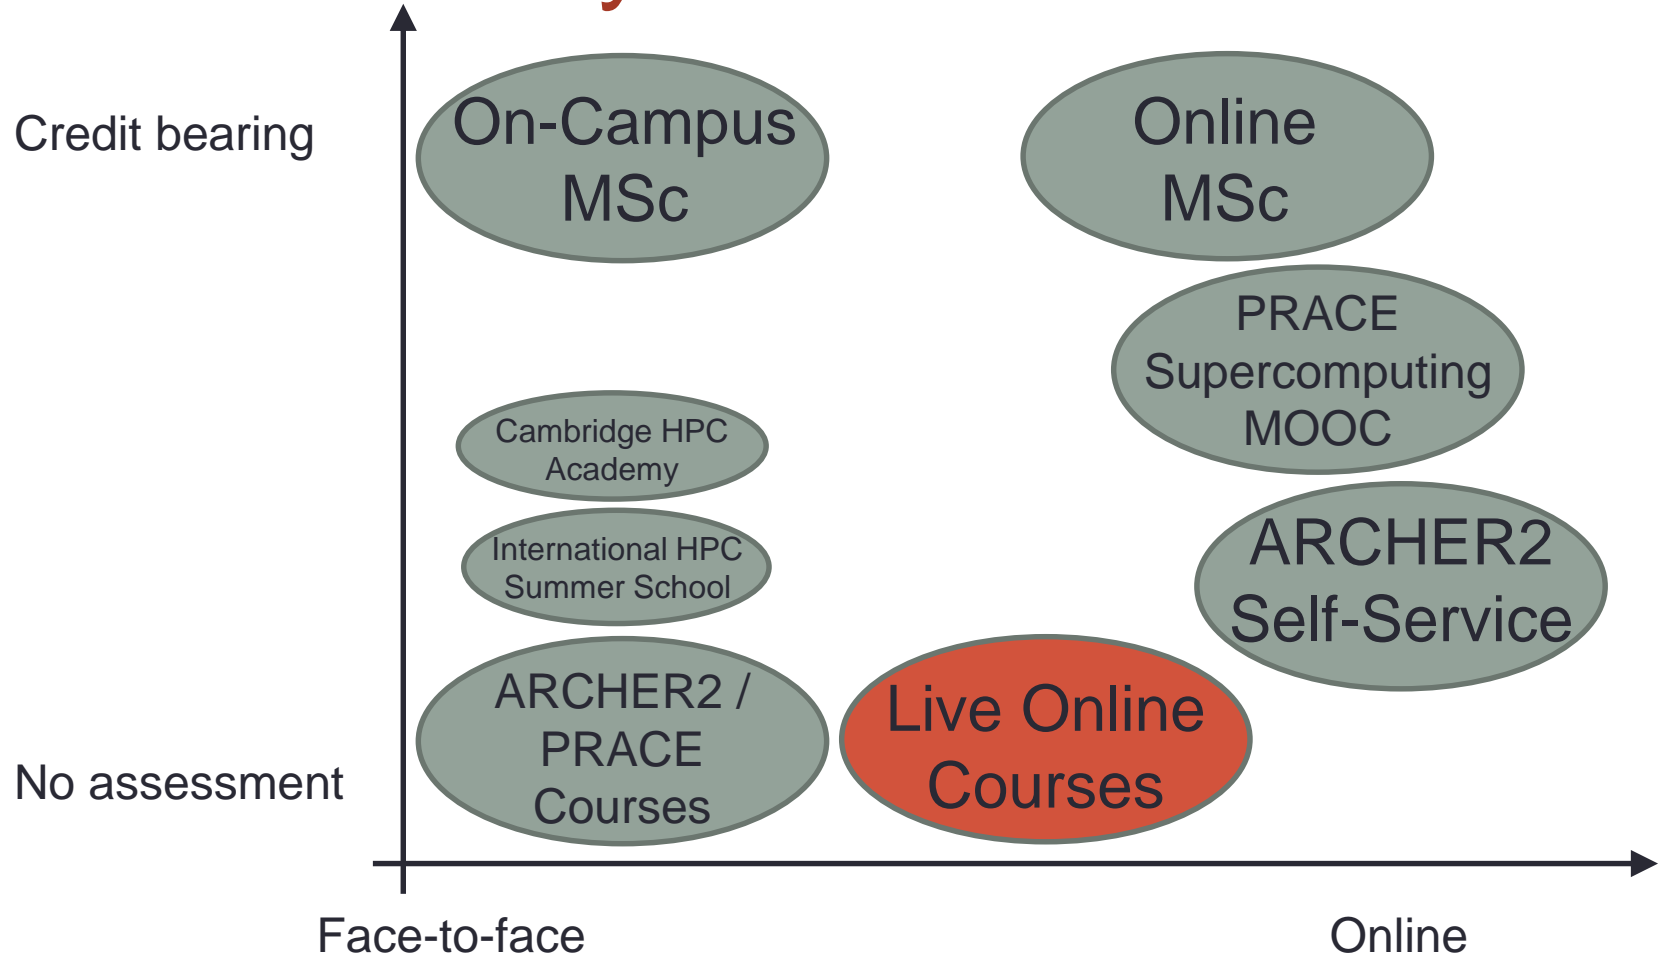 Credit bearing
On-Campus
MSc
Online
MSc
PRACE
Supercomputing
MOOC
Cambridge HPC
Academy
International HPC
Summer School
ARCHER2
Self-Service
ARCHER2 /
PRACE
Courses
Live Online
Courses
No assessment
Face-to-face
Online